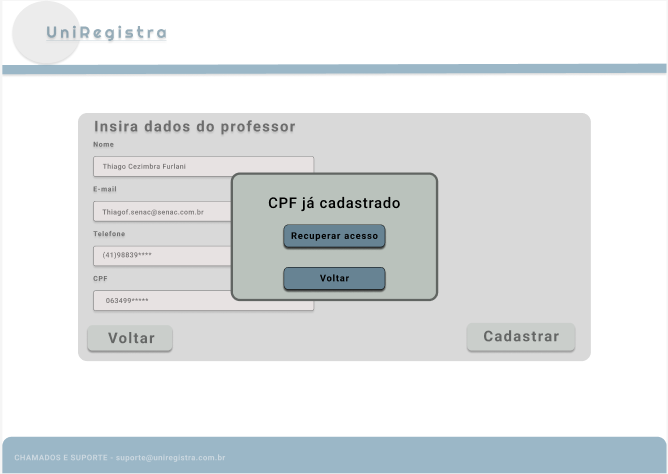 UniRegistra
Insira dados do professor
Nome
Thiago Cezimbra Furlani
E-mail
Thiagof.senac@senac.com.br
Telefone
(41)98839****
CPF
063499*****
CPF já cadastrado
Recuperar acesso
Voltar
Voltar
Cadastrar
CHAMADOS E SUPORTE - suporte@uniregistra.com.br